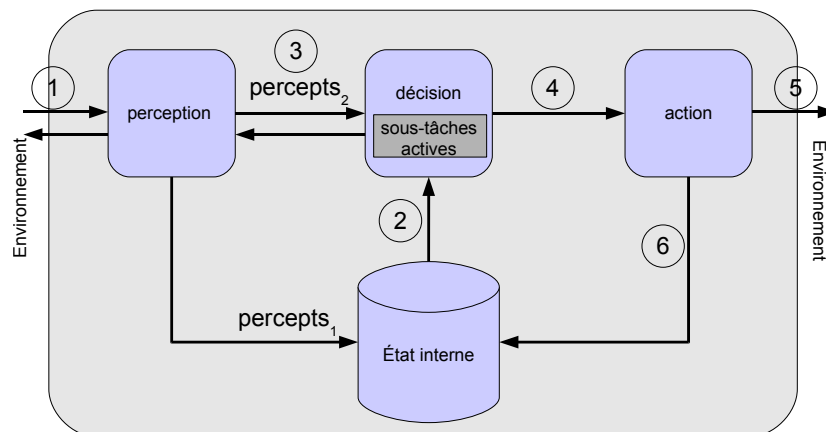 1
3
percepts2
4
5
perception
décision
action
sous-tâches
actives
Environnement
Environnement
2
6
percepts1
État interne